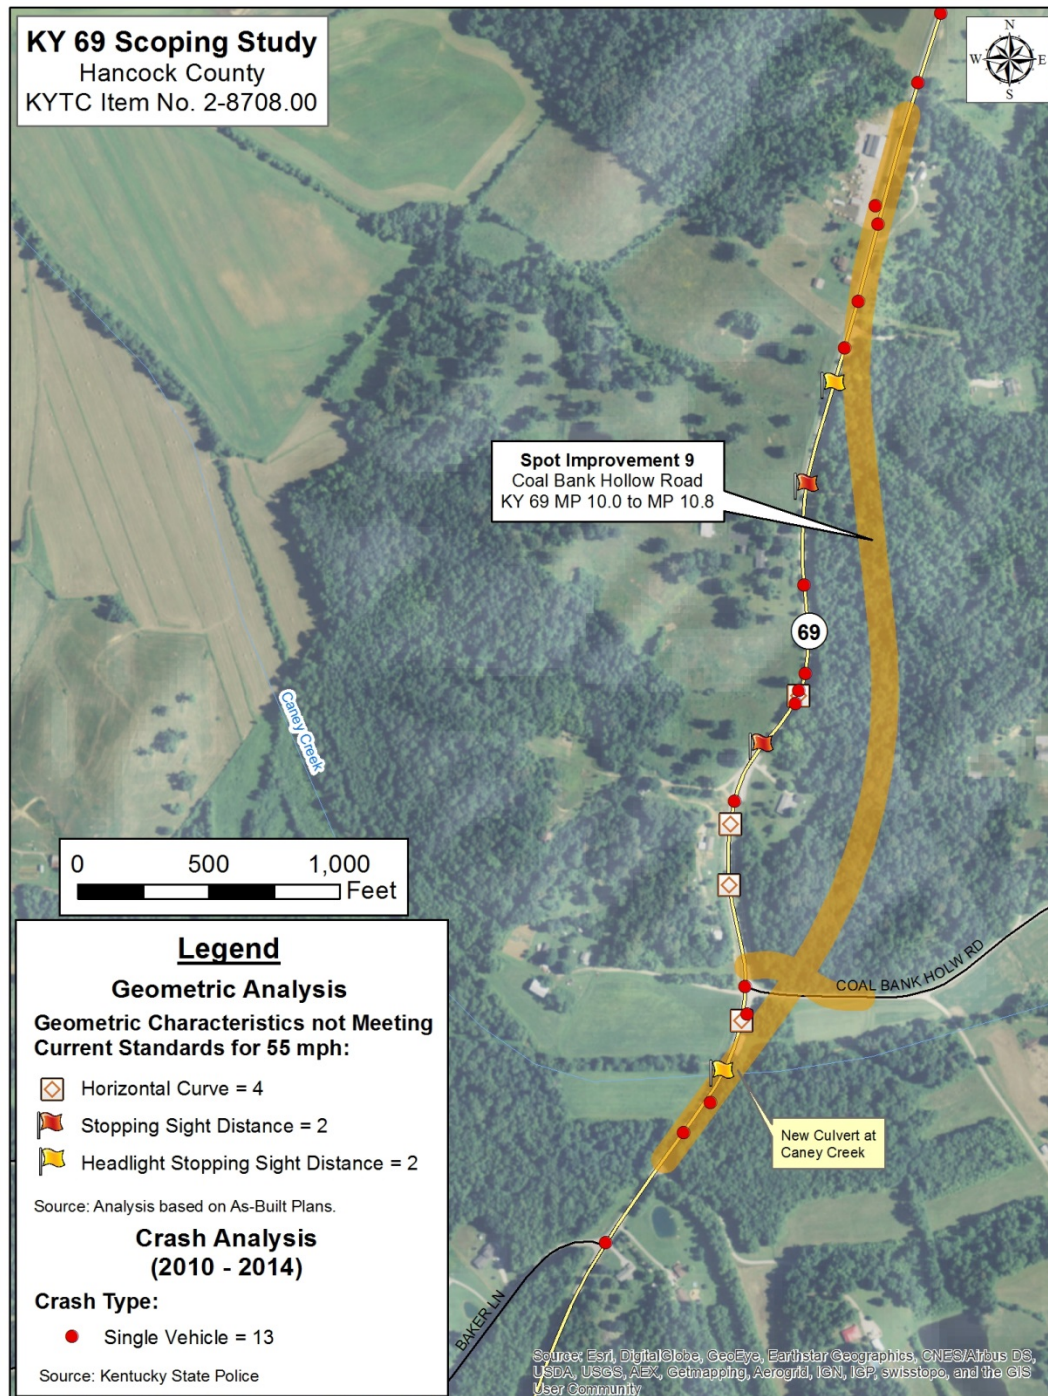 KY 69 Scoping Study
Hancock County
KYTC Item No. 2-8708.00
N
W
E
S
Spot Improvement 9
Coal Bank Hollow Road
KY 69 MP 10.0 to MP 10.8
69
Caney Creek
0 500 1,000
Feet
COAL BANK HOLW RD
New Culvert at
Caney Creek
BAKER LN
Legend
Geometric Analysis
Geometric Characteristics not Meeting
Current Standards for 55 mph:
Horizontal Curve = 4
Stopping Sight Distance = 2
Headlight Stopping Sight Distance = 2
Source: Analysis based on As-Built Plans.
Crash Analysis
(2010 - 2014)
Crash Type:
Single Vehicle = 13
Source: Kentucky State Police
Source: Esri, DigitalGlobe, GeoEye, Earthstar Geographics, CNES/Airbus DS,
USDA, USGS, AEX, Getmapping, Aerogrid, IGN, IGP, swisstopo, and the GIS
User Community